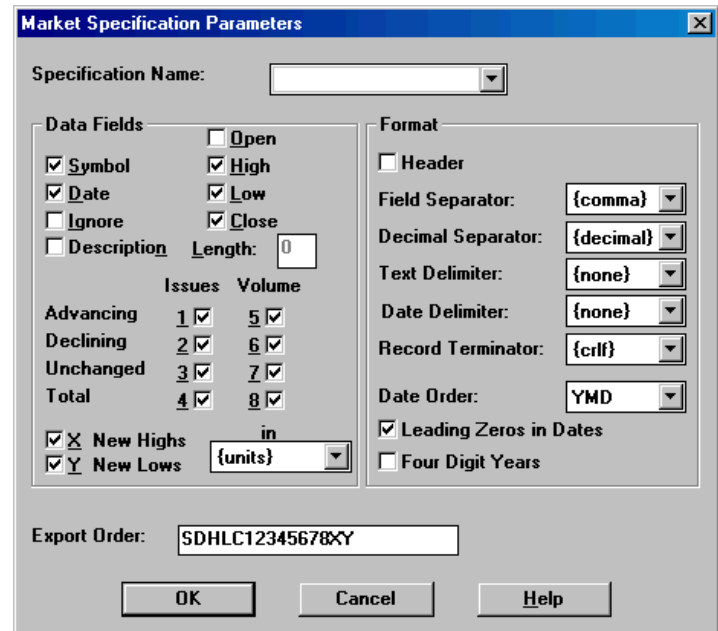 Market Specification Parameters
Specification Name:
Data Fields
Open
Symbol
High
Date
Low
Ignore
Close
Description Length: 0
Issues Volume
Advancing 1 5
Declining 2 6
Unchanged 3 7
Total 4 8
X New Highs
Y New Lows
in
{units}
Format
Header
Field Separator: {comma}
Decimal Separator: {decimal}
Text Delimiter: {none}
Date Delimiter: {none}
Record Terminator: {crlf}
Date Order: YMD
Leading Zeros in Dates
Four Digit Years
Export Order: SDHLC12345678XY
OK Cancel Help